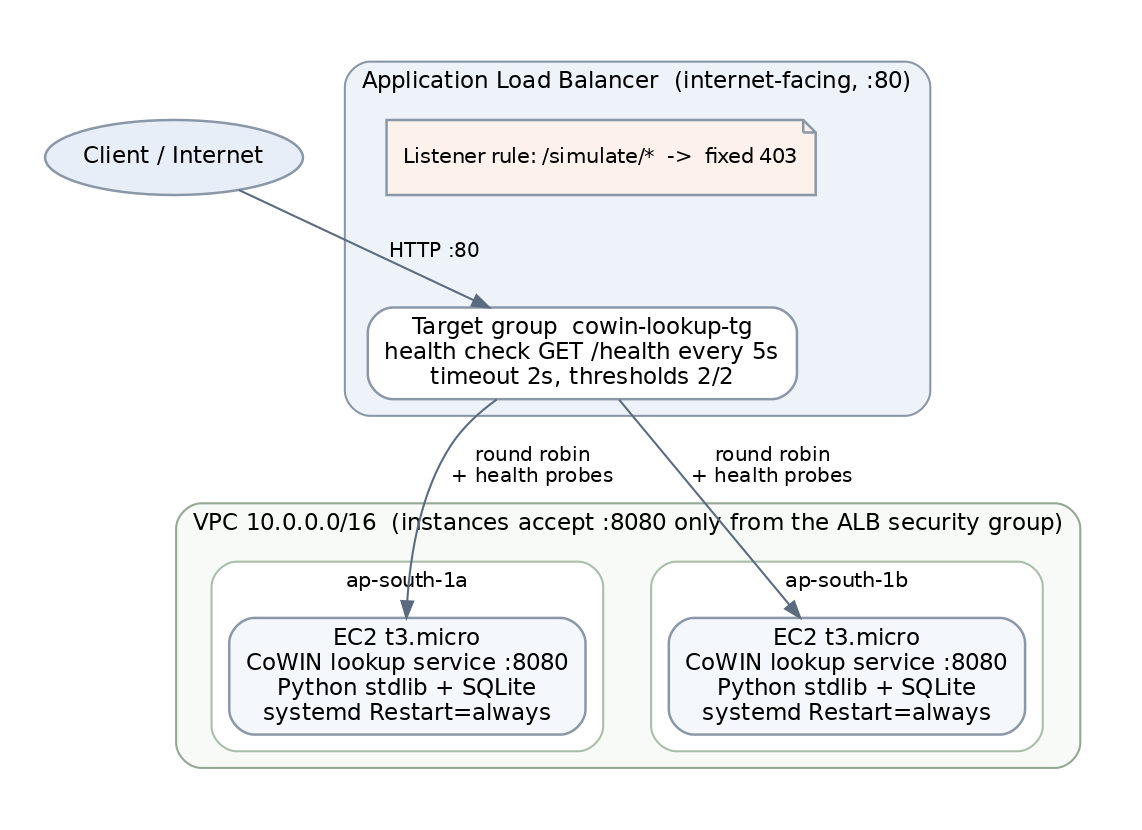 Application Load Balancer  (internet-facing, :80)
Client / Internet
Listener rule: /simulate/*  ->  fixed 403
HTTP :80
Target group  cowin-lookup-tg
health check GET /health every 5s
timeout 2s, thresholds 2/2
round robin
+ health probes
round robin
+ health probes
VPC 10.0.0.0/16  (instances accept :8080 only from the ALB security group)
ap-south-1a
EC2 t3.micro
CoWIN lookup service :8080
Python stdlib + SQLite
systemd Restart=always
ap-south-1b
EC2 t3.micro
CoWIN lookup service :8080
Python stdlib + SQLite
systemd Restart=always